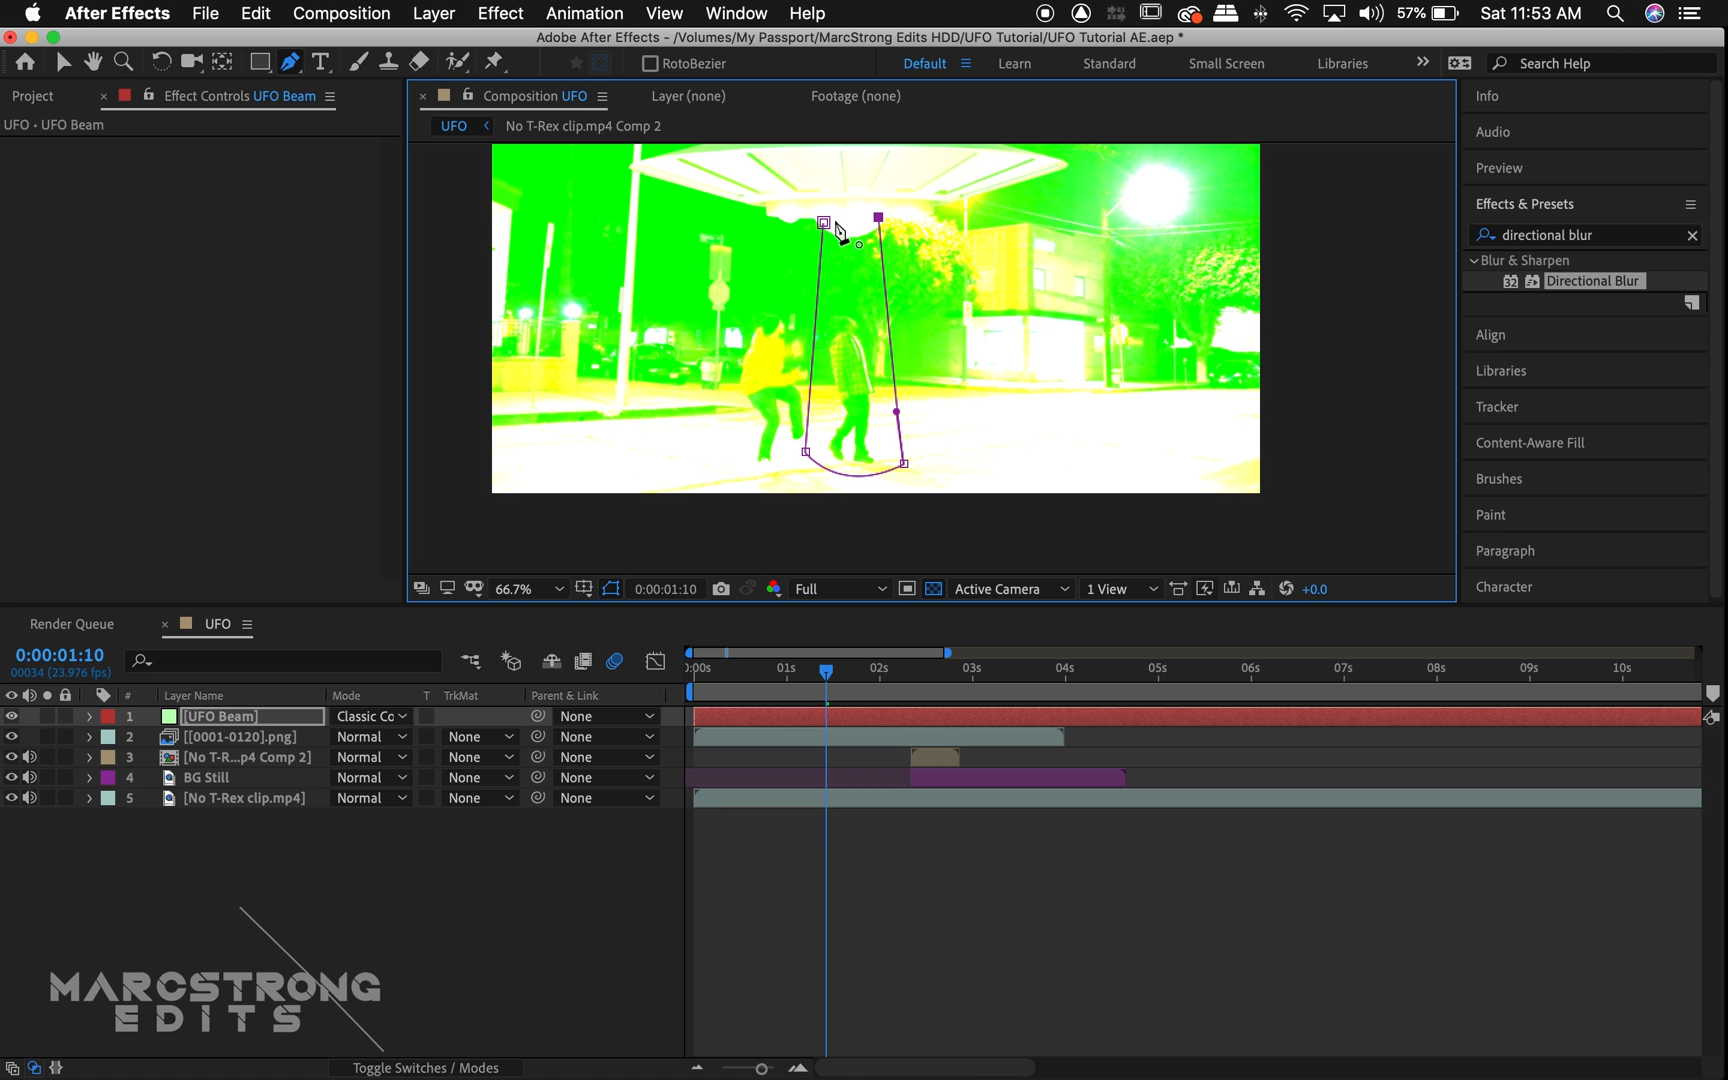 After Effects File Edit Composition Layer Effect Animation View Window Help 57% Sat 11:53 AM
Adobe After Effects - /Volumes/My Passport/MarcStrong Edits HDD/UFO Tutorial/UFO Tutorial AE.aep *
RotoBezier Default Learn Standard Small Screen Libraries Search Help
Project Effect Controls UFO Beam Composition UFO Layer (none) Footage (none) Info
UFO • UFO Beam UFO No T-Rex clip.mp4 Comp 2
Audio
Preview
Effects & Presets
directional blur
Blur & Sharpen
32 Directional Blur
Align
Libraries
Tracker
Content-Aware Fill
Brushes
Paint
Paragraph
Character
66.7% 0:00:01:10 Full Active Camera 1 View +0.0
Render Queue UFO
0:00:01:10
00034 (23.976 fps)
):00s 01s 02s 03s 04s 05s 06s 07s 08s 09s 10s
# Layer Name Mode T TrkMat Parent & Link
1 [UFO Beam] Classic Cc None
2 [[0001-0120].png] Normal None None
3 [No T-R...p4 Comp 2] Normal None None
4 BG Still Normal None None
5 [No T-Rex clip.mp4] Normal None None
MARCSTRONG
EDITS
Toggle Switches / Modes